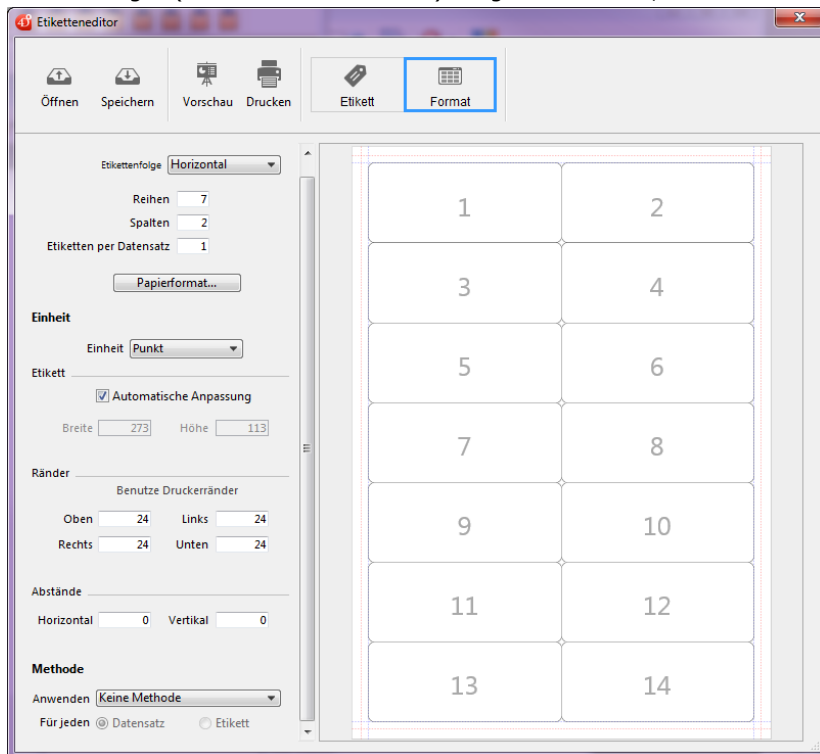 Etiketteneditor
Öffnen Speichern Vorschau Drucken Etikett Format
Etikettenfolge Horizontal
Reihen 7
Spalten 2
Etiketten per Datensatz 1
Papierformat...
Einheit
Einheit Punkt
Etikett
Automatische Anpassung
Breite 273 Höhe 113
Ränder
Benutze Druckerränder
Oben 24 Links 24
Rechts 24 Unten 24
Abstände
Horizontal 0 Vertikal 0
Methode
Anwenden Keine Methode
Für jeden Datensatz Etikett
1 2
3 4
5 6
7 8
9 10
11 12
13 14